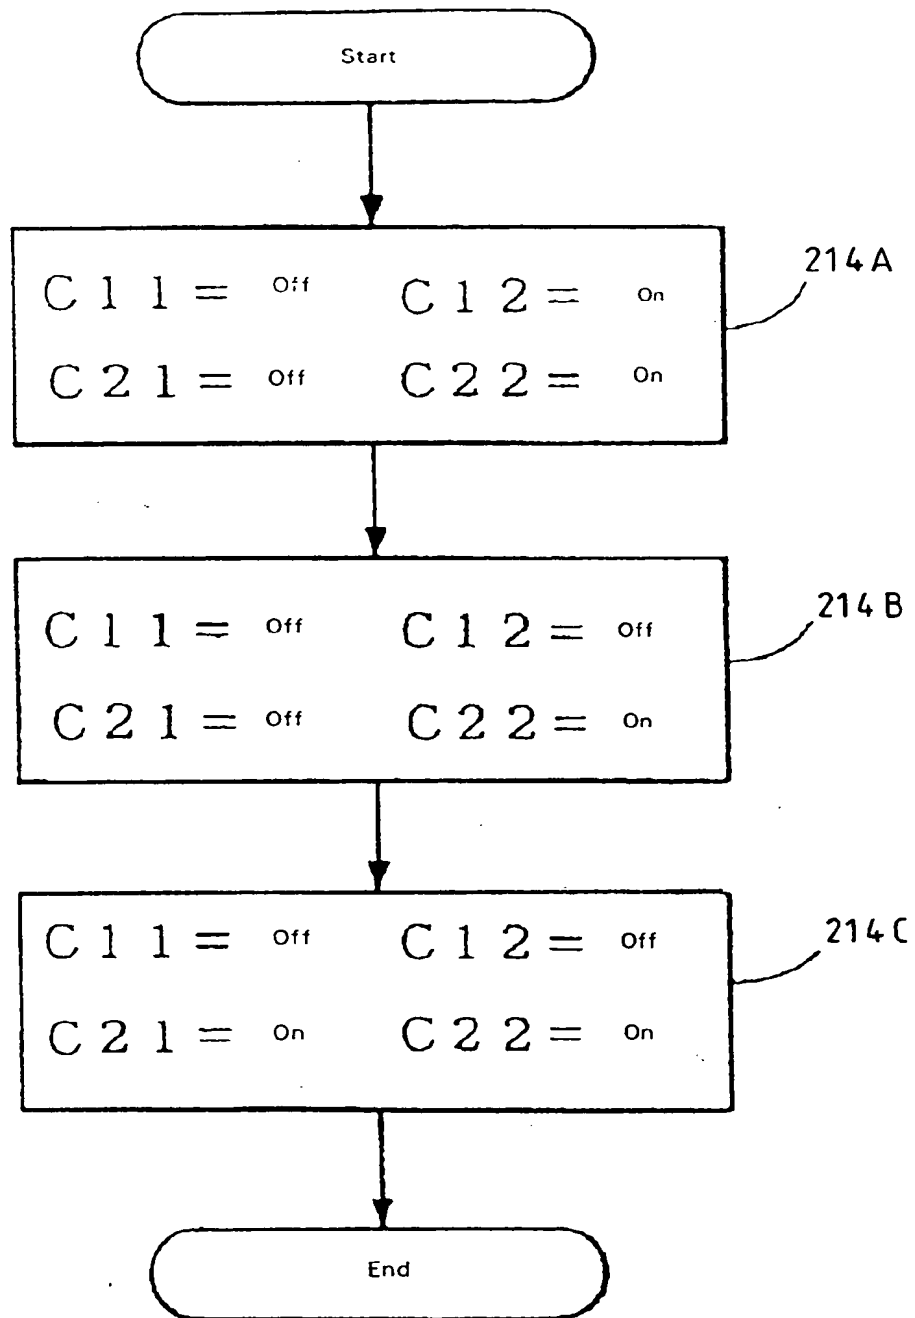 Start
C11 = Off C12 = On
214A
C21 = Off C22 = On
C11 = Off C12 = Off
214B
C21 = Off C22 = On
C11 = Off C12 = Off
214C
C21 = On C22 = On
End